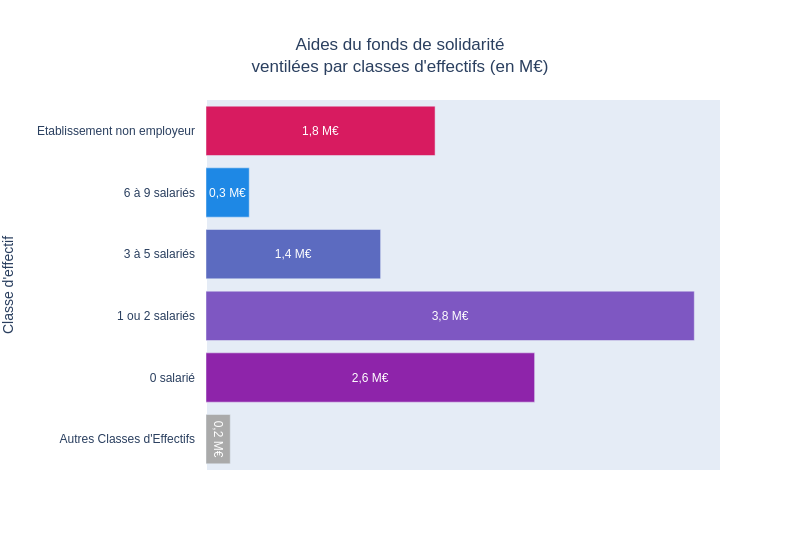 Aides du fonds de solidarité
ventilées par classes d'effectifs (en M€)
Etablissement non employeur
1,8 M€
6 à 9 salariés
0,3 M€
3 à 5 salariés
1,4 M€
1 ou 2 salariés
3,8 M€
0 salarié
2,6 M€
Autres Classes d'Effectifs
0,2 M€
Classe d'effectif